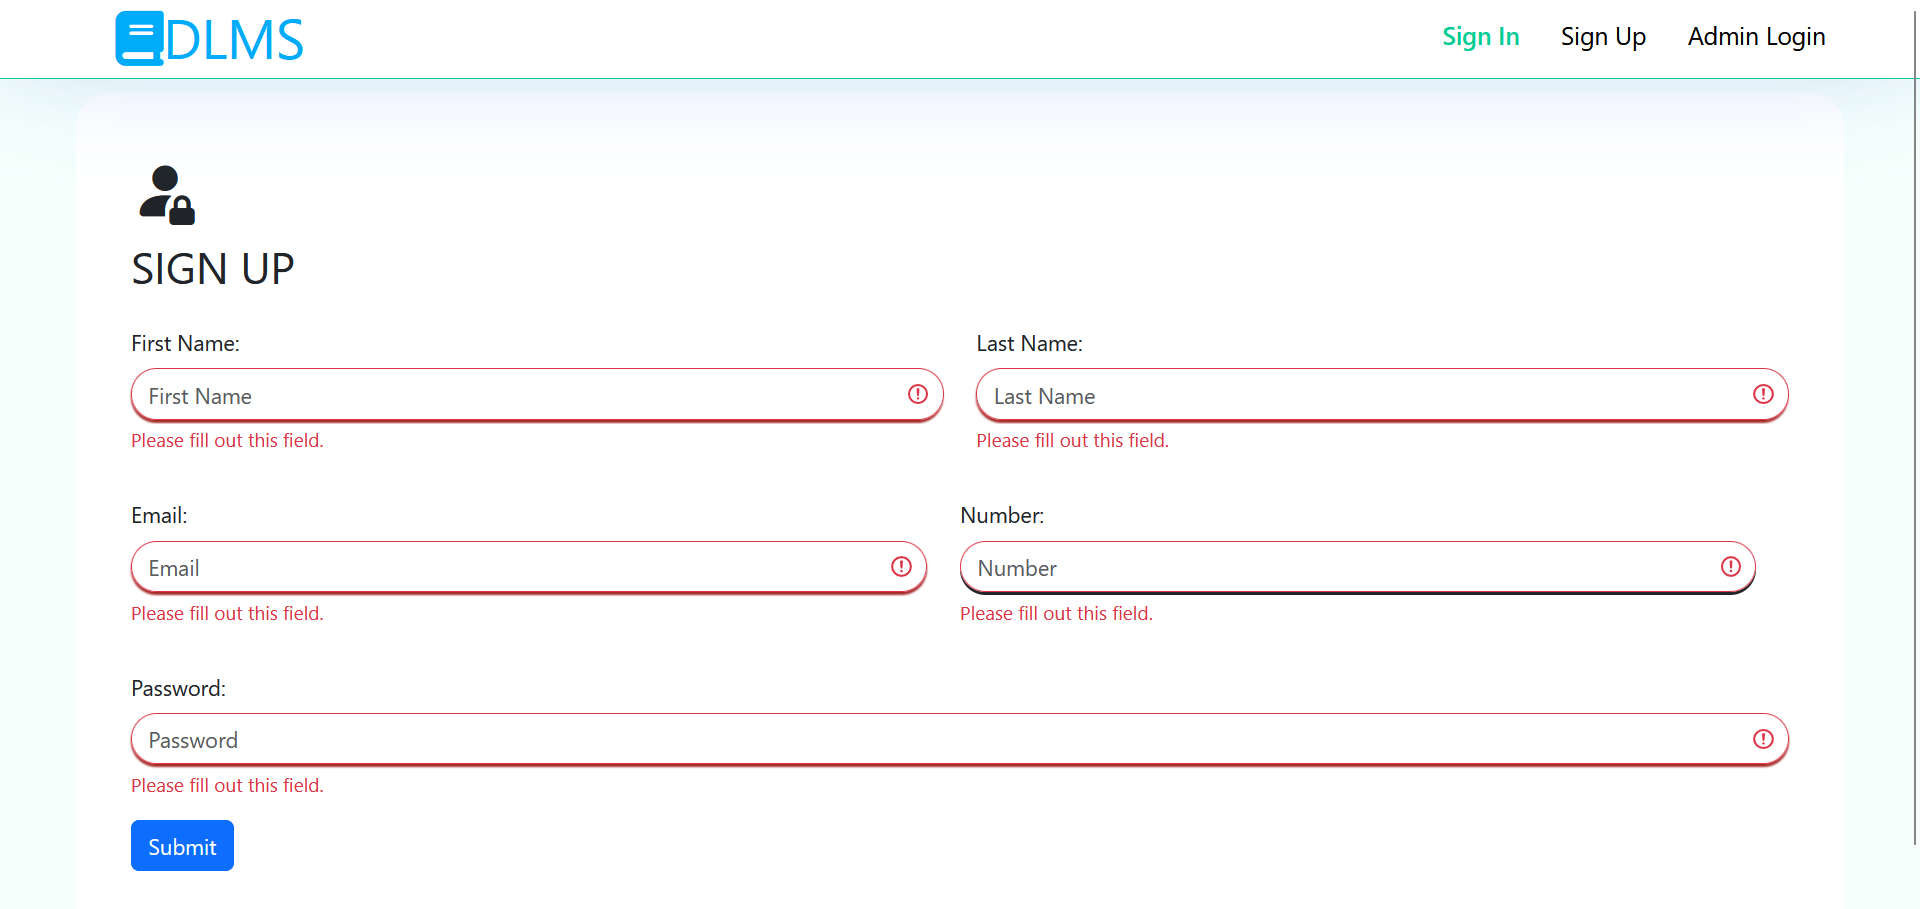 DLMS
Sign In
Sign Up
Admin Login
SIGN UP
First Name:
Last Name:
First Name
Last Name
Please fill out this field.
Please fill out this field.
Email:
Number:
Email
Number
Please fill out this field.
Please fill out this field.
Password:
Password
Please fill out this field.
Submit